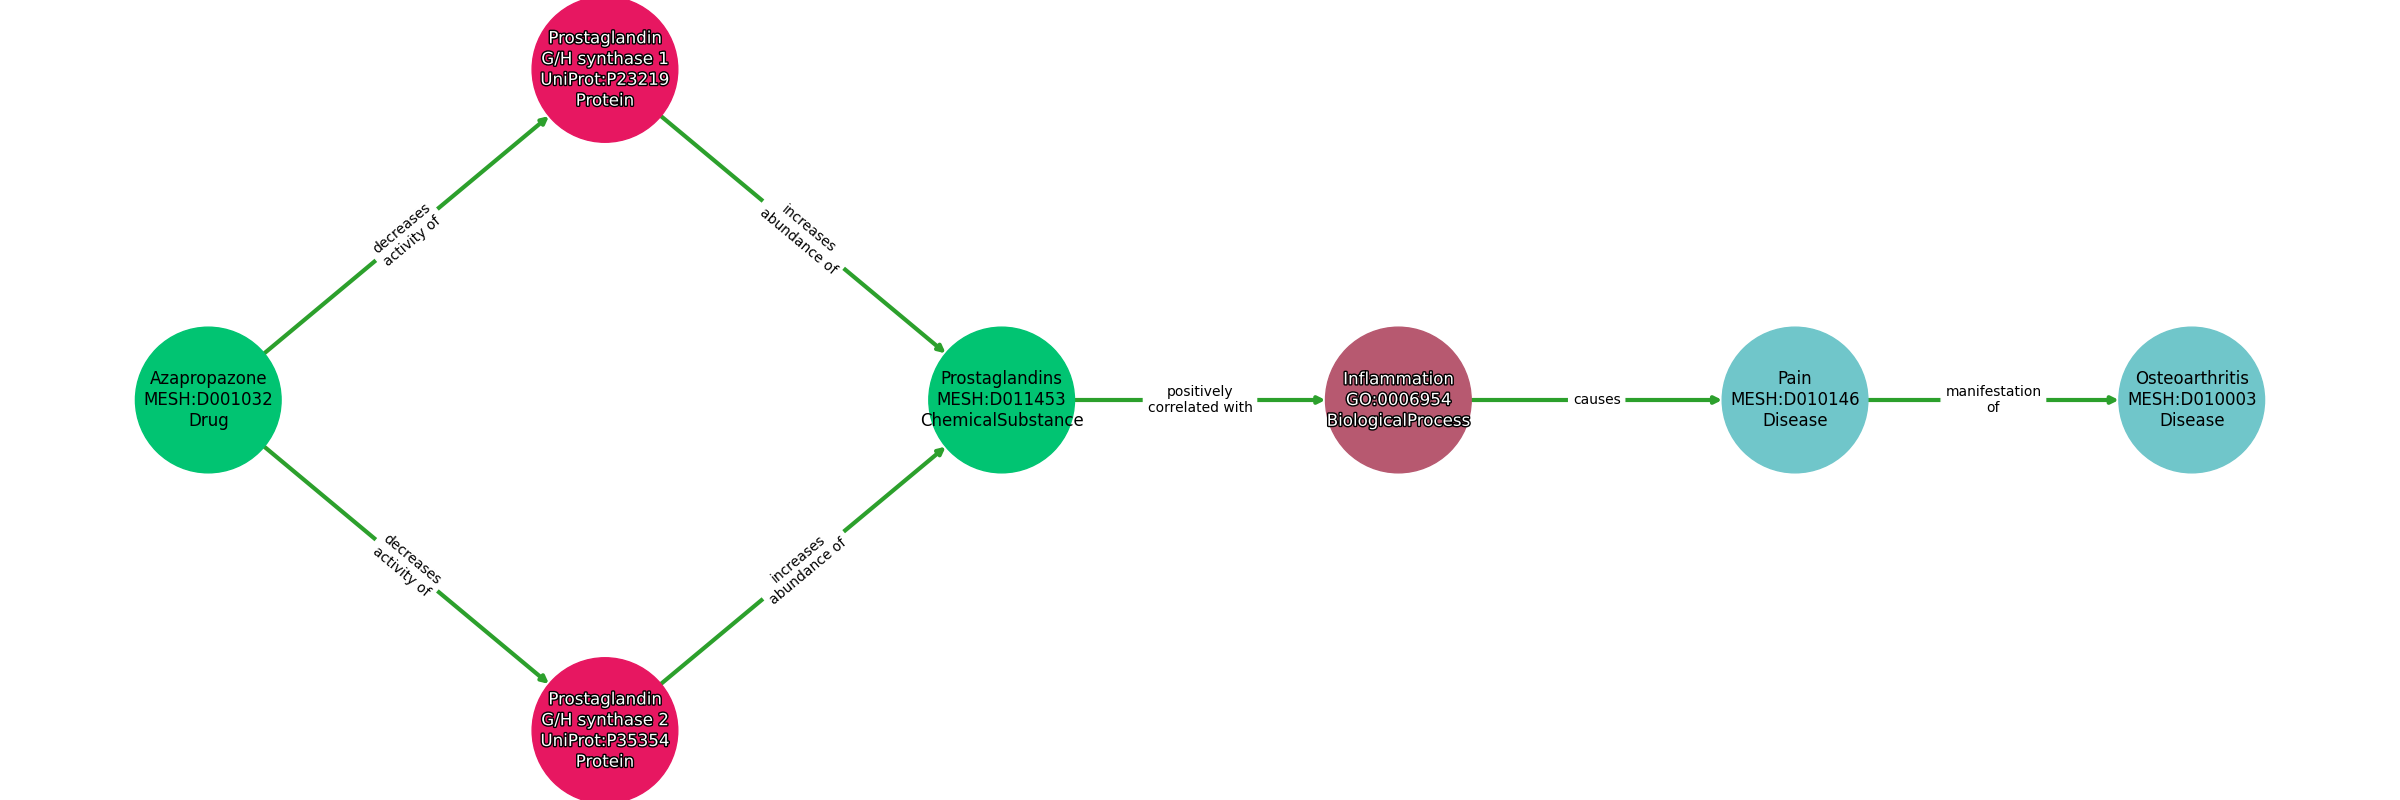 Prostaglandin
G/H synthase 1
UniProt:P23219
Protein
decreases
activity of
increases
abundance of
Azapropazone
MESH:D001032
Drug
Prostaglandins
MESH:D011453
ChemicalSubstance
positively
correlated with
Inflammation
GO:0006954
BiologicalProcess
causes
Pain
MESH:D010146
Disease
manifestation
of
Osteoarthritis
MESH:D010003
Disease
decreases
activity of
increases
abundance of
Prostaglandin
G/H synthase 2
UniProt:P35354
Protein